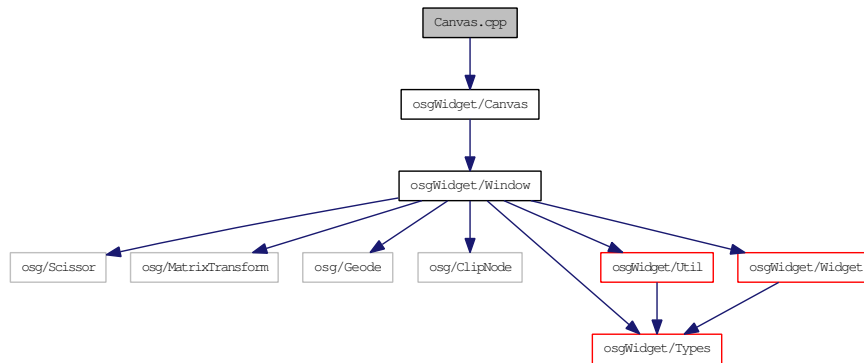 Canvas.cpp
osgWidget/Canvas
osgWidget/Window
osg/Scissor
osg/MatrixTransform
osg/Geode
osg/ClipNode
osgWidget/Util
osgWidget/Widget
osgWidget/Types